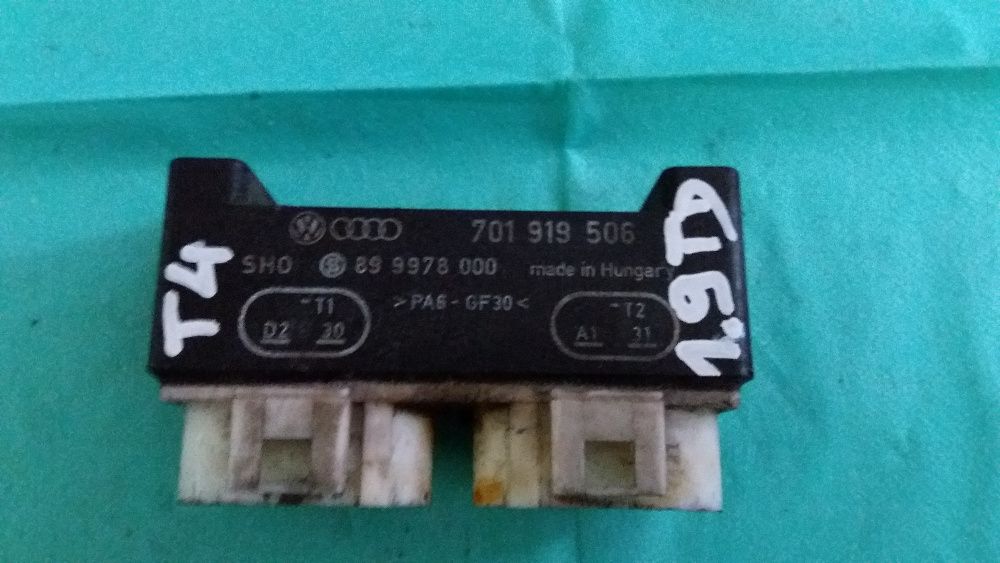 701 919 506
SHO 89 9978 000 made in Hungary
T1 >PA6-GF30< T2
D2 30 A1 31
T4
1.9TD